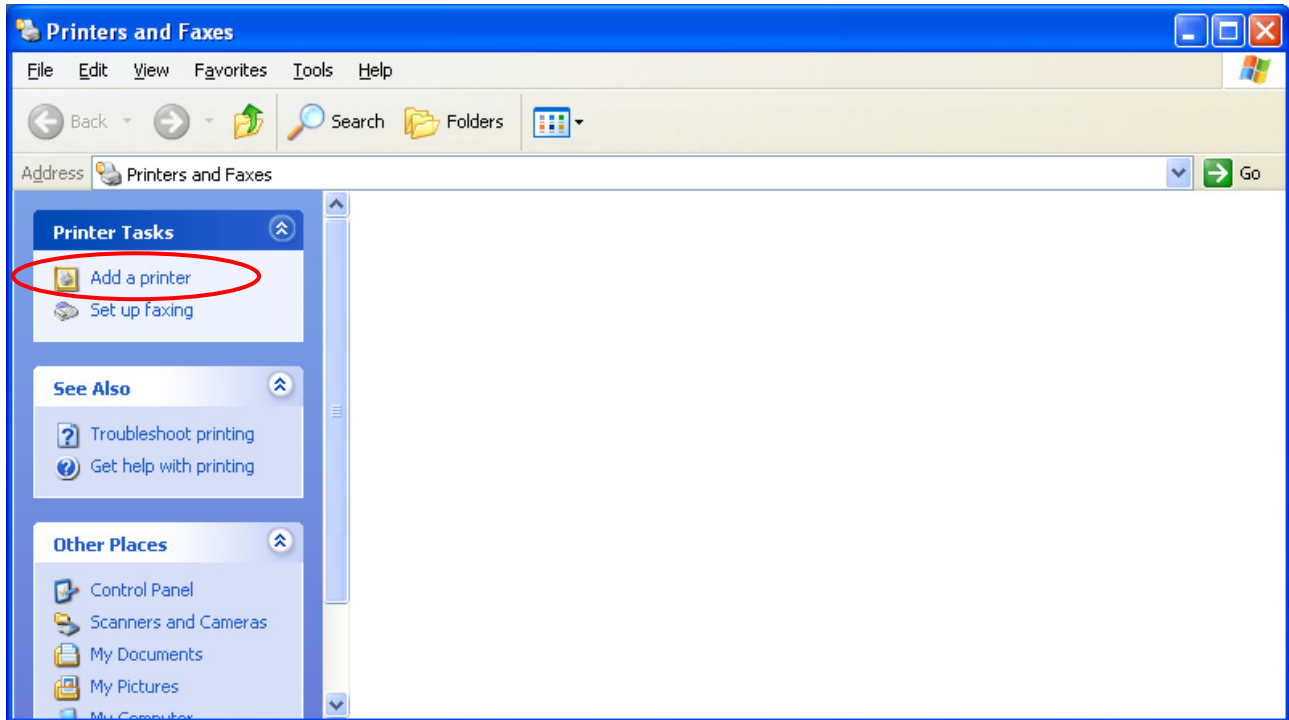 Printers and Faxes
File Edit View Favorites Tools Help
Back Search Folders
Address Printers and Faxes Go
Printer Tasks
Add a printer
Set up faxing
See Also
Troubleshoot printing
Get help with printing
Other Places
Control Panel
Scanners and Cameras
My Documents
My Pictures
My Computer